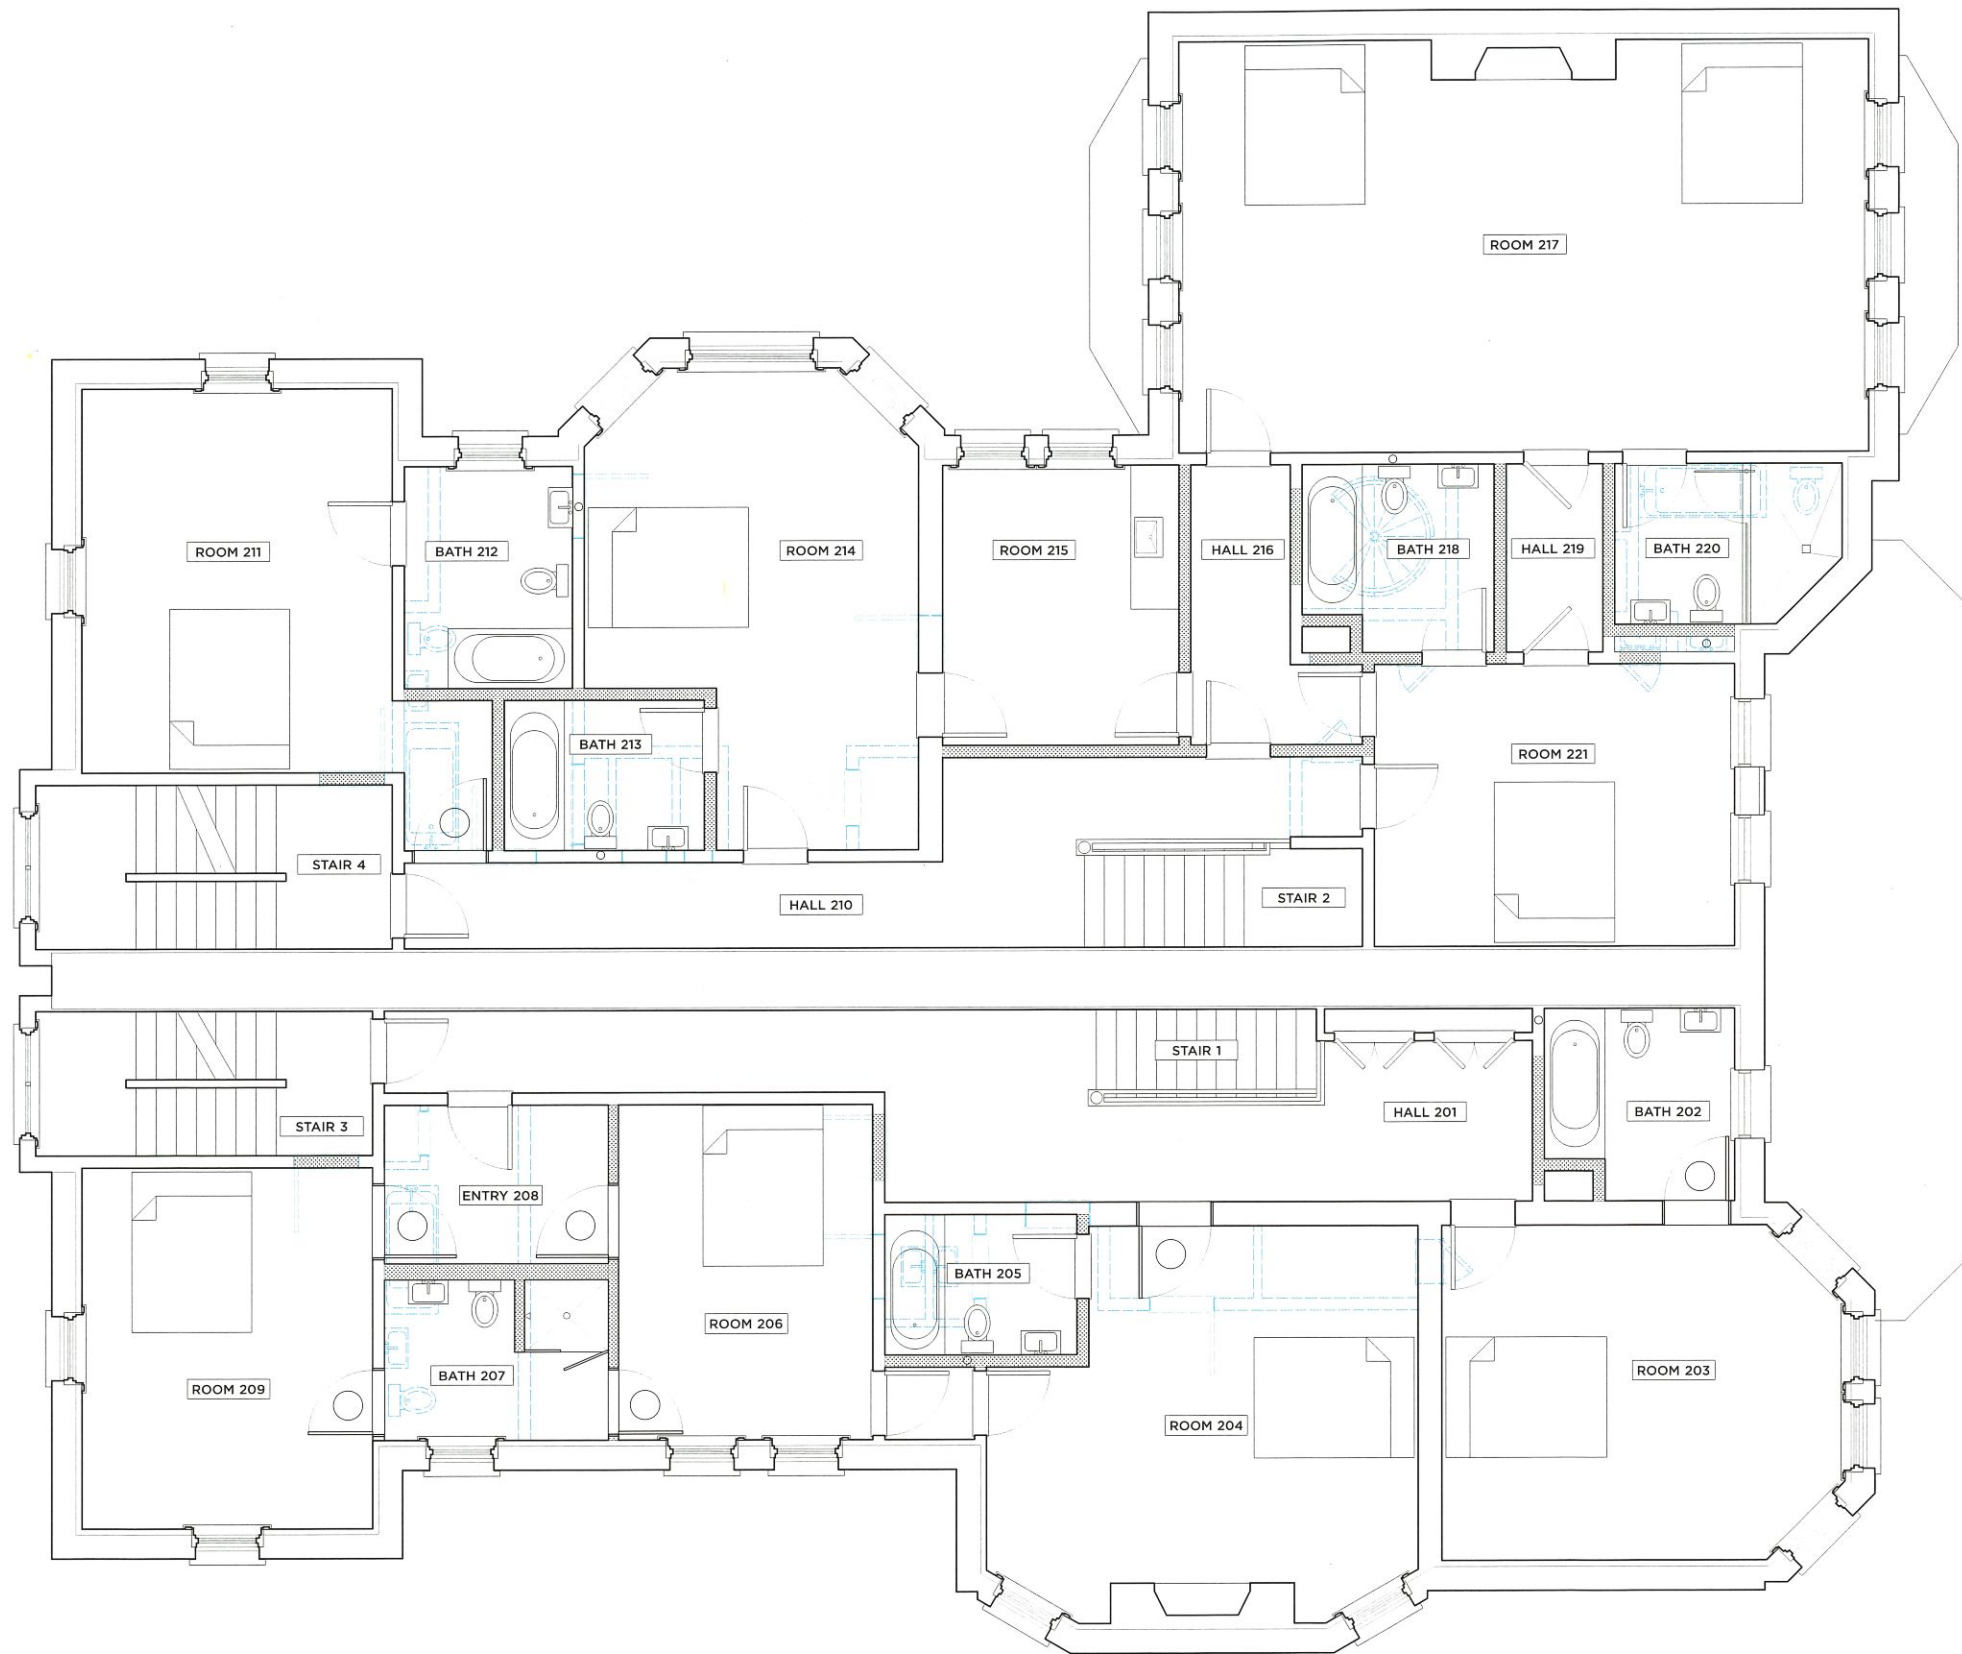 ROOM 217
ROOM 211
BATH 212
ROOM 214
ROOM 215
HALL 216
BATH 218
HALL 219
BATH 220
BATH 213
ROOM 221
STAIR 4
HALL 210
STAIR 2
STAIR 1
STAIR 3
HALL 201
BATH 202
ENTRY 208
BATH 205
ROOM 206
ROOM 209
BATH 207
ROOM 204
ROOM 203